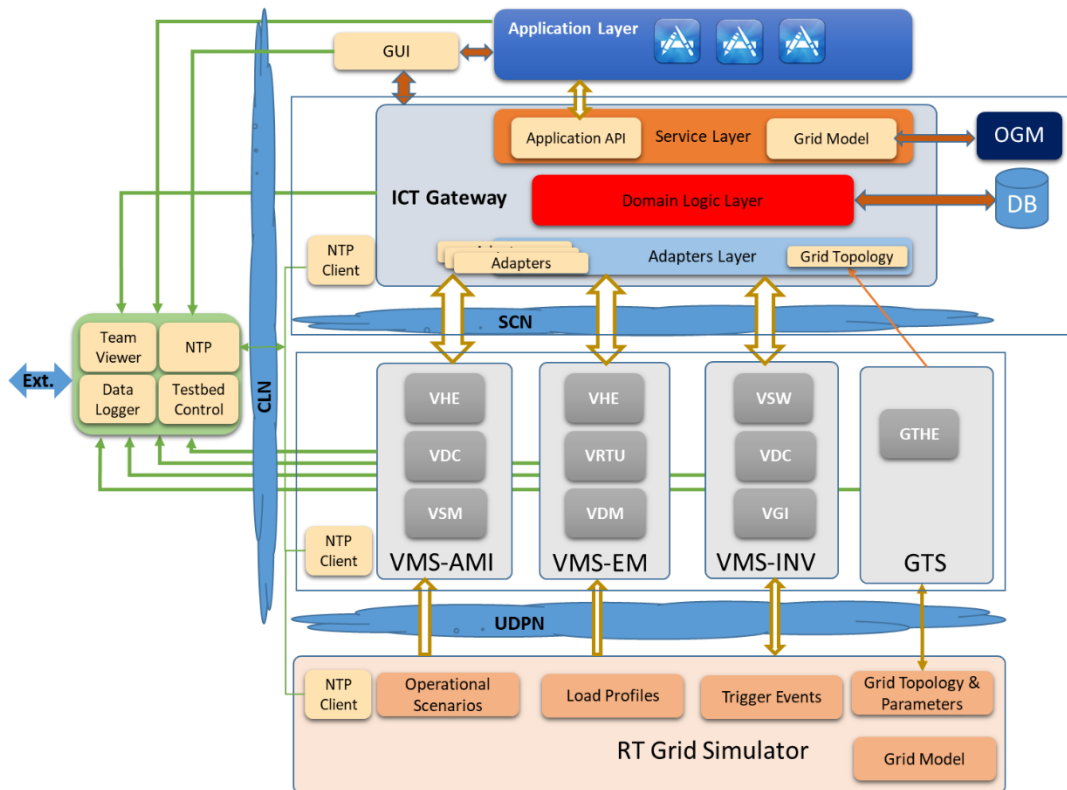 Application Layer
GUI
Application API
Service Layer
Grid Model
OGM
ICT Gateway
Domain Logic Layer
DB
NTP
Client
Adapters
Adapters Layer
Grid Topology
SCN
Team
Viewer
NTP
Data
Logger
Testbed
Control
Ext.
CLN
VHE
VDC
VSM
VMS-AMI
VHE
VRTU
VDM
VMS-EM
VSW
VDC
VGI
VMS-INV
GTHE
GTS
NTP
Client
UDPN
NTP
Client
Operational
Scenarios
Load Profiles
Trigger Events
Grid Topology &
Parameters
RT Grid Simulator
Grid Model